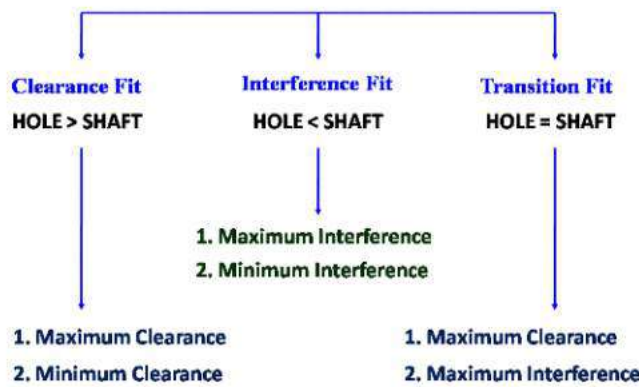 Clearance Fit
HOLE > SHAFT
Interference Fit
HOLE < SHAFT
Transition Fit
HOLE = SHAFT
1. Maximum Interference
2. Minimum Interference
1. Maximum Clearance
2. Minimum Clearance
1. Maximum Clearance
2. Maximum Interference